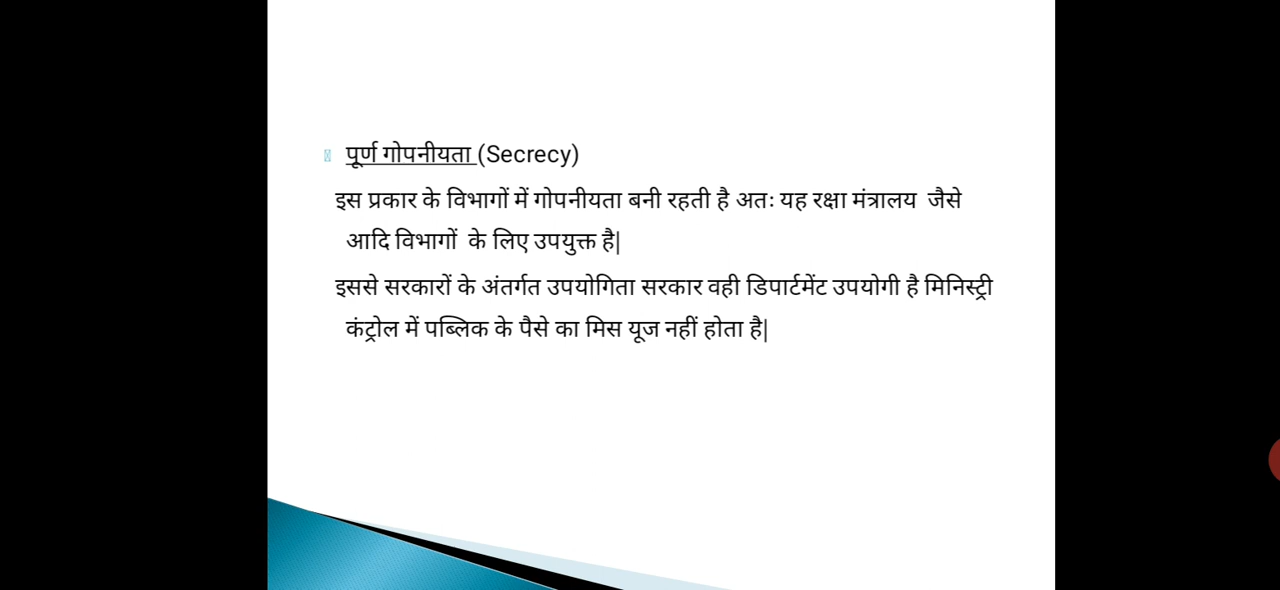 पूर्ण गोपनीयता (Secrecy)
इस प्रकार के विभागों में गोपनीयता बनी रहती है अतः यह रक्षा मंत्रालय जैसे
आदि विभागों के लिए उपयुक्त है|
इससे सरकारों के अंतर्गत उपयोगिता सरकार वही डिपार्टमेंट उपयोगी है मिनिस्ट्री
कंट्रोल में पब्लिक के पैसे का मिस यूज नहीं होता है|